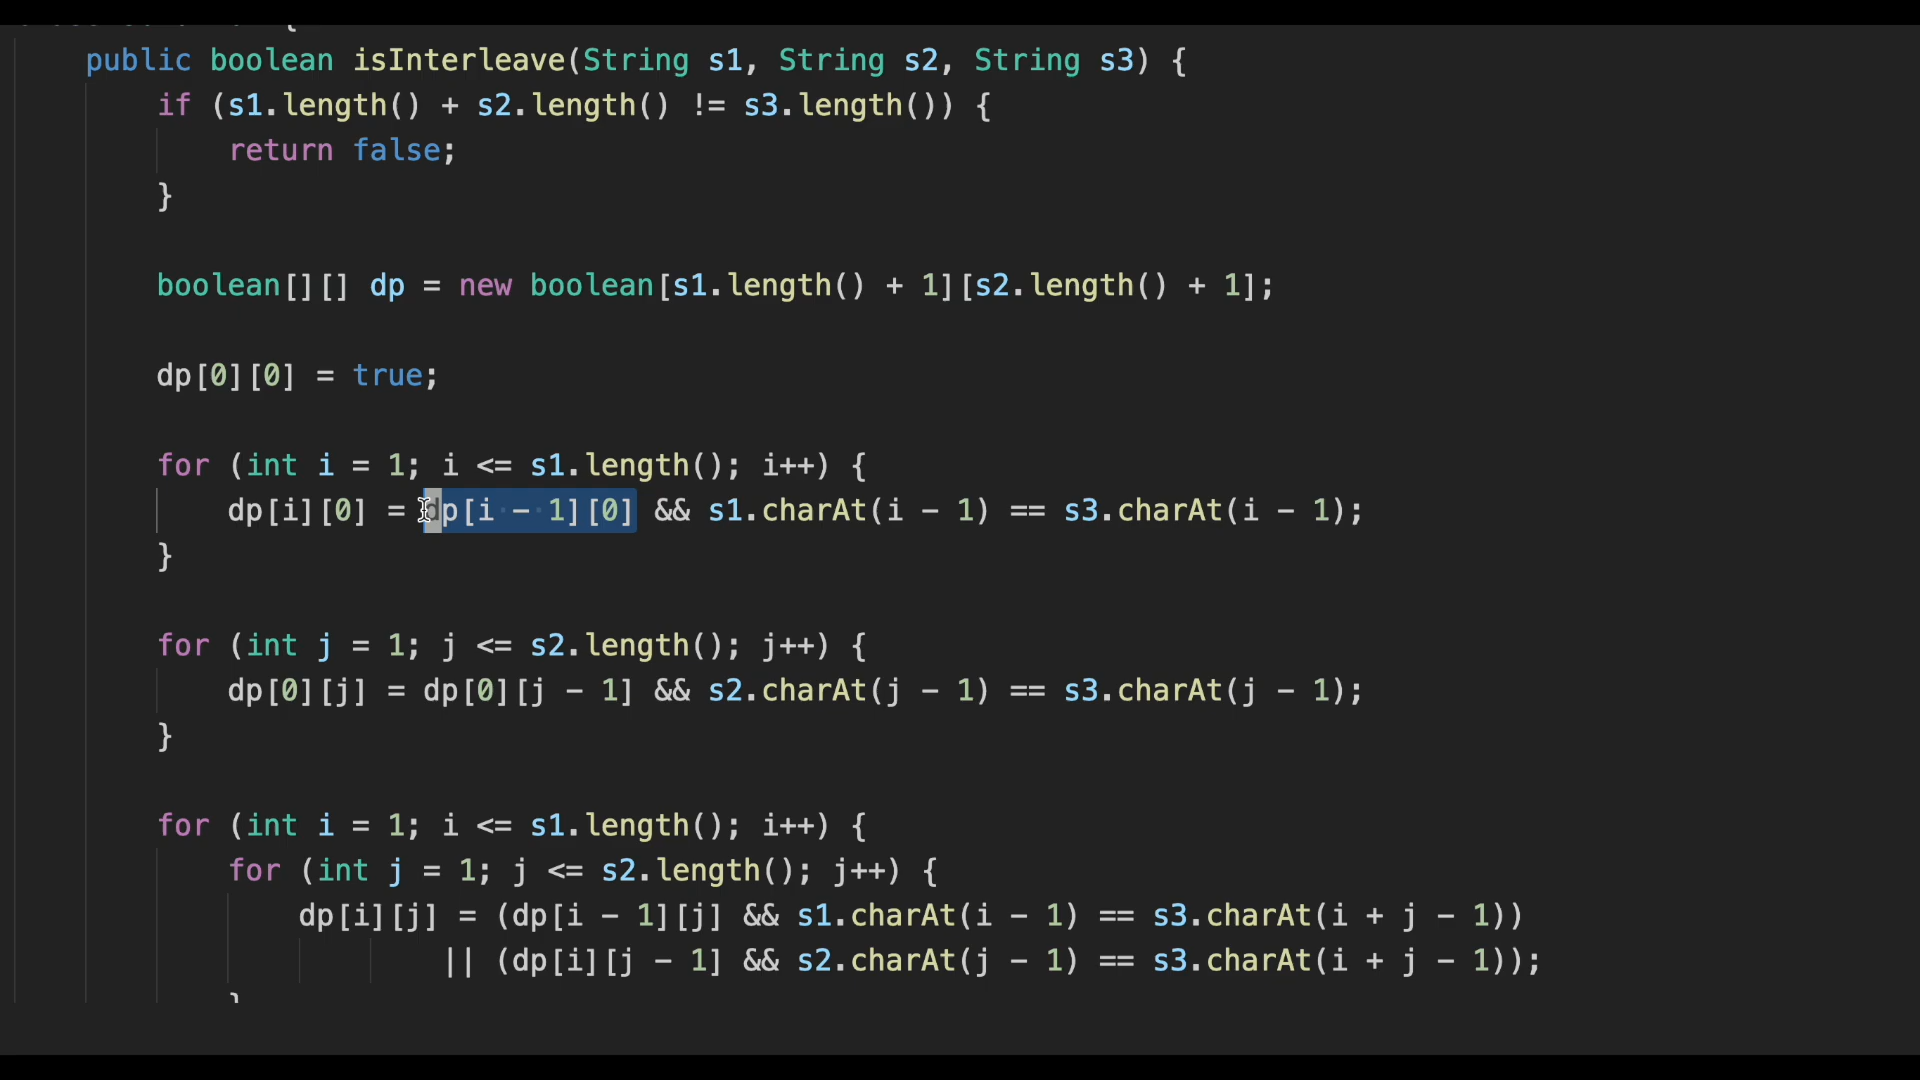 public boolean isInterleave(String s1, String s2, String s3) {
if (s1.length() + s2.length() != s3.length()) {
return false;
}
boolean[][] dp = new boolean[s1.length() + 1][s2.length() + 1];
dp[0][0] = true;
for (int i = 1; i <= s1.length(); i++) {
dp[i][0] = dp[i - 1][0] && s1.charAt(i - 1) == s3.charAt(i - 1);
}
for (int j = 1; j <= s2.length(); j++) {
dp[0][j] = dp[0][j - 1] && s2.charAt(j - 1) == s3.charAt(j - 1);
}
for (int i = 1; i <= s1.length(); i++) {
for (int j = 1; j <= s2.length(); j++) {
dp[i][j] = (dp[i - 1][j] && s1.charAt(i - 1) == s3.charAt(i + j - 1))
|| (dp[i][j - 1] && s2.charAt(j - 1) == s3.charAt(i + j - 1));